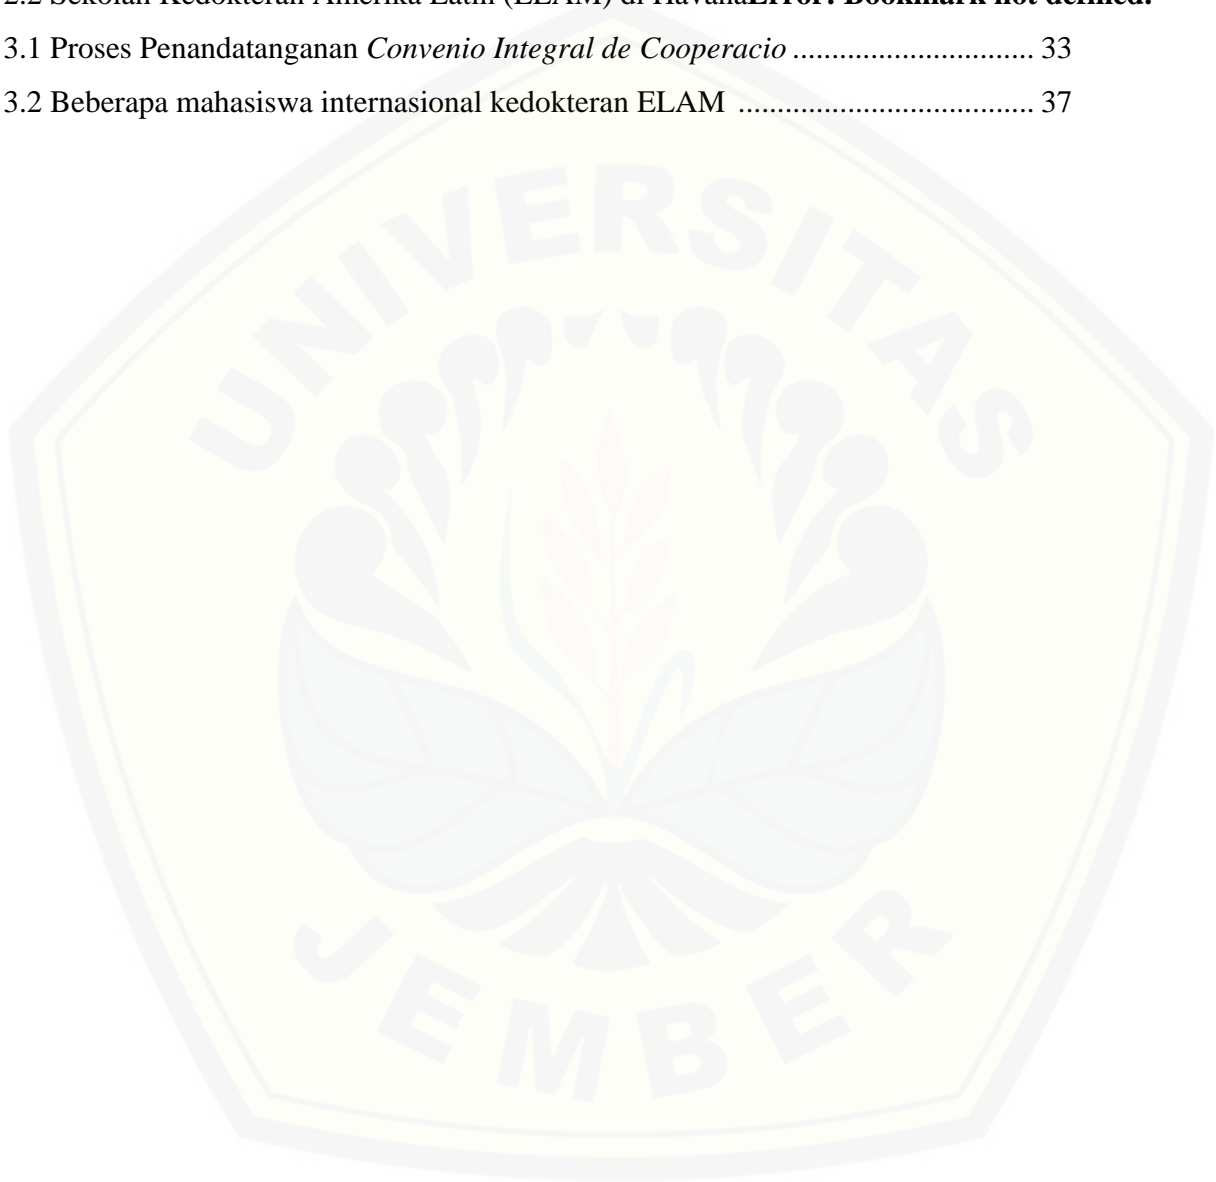 2.2 Sekolah Kedokteran Amerika Latin (ELAM) di HavanaError! Bookmark not defined.
3.1 Proses Penandatanganan Convenio Integral de Cooperacio ............................... 33
3.2 Beberapa mahasiswa internasional kedokteran ELAM ...................................... 37
UNIVERSITAS
JEMBER